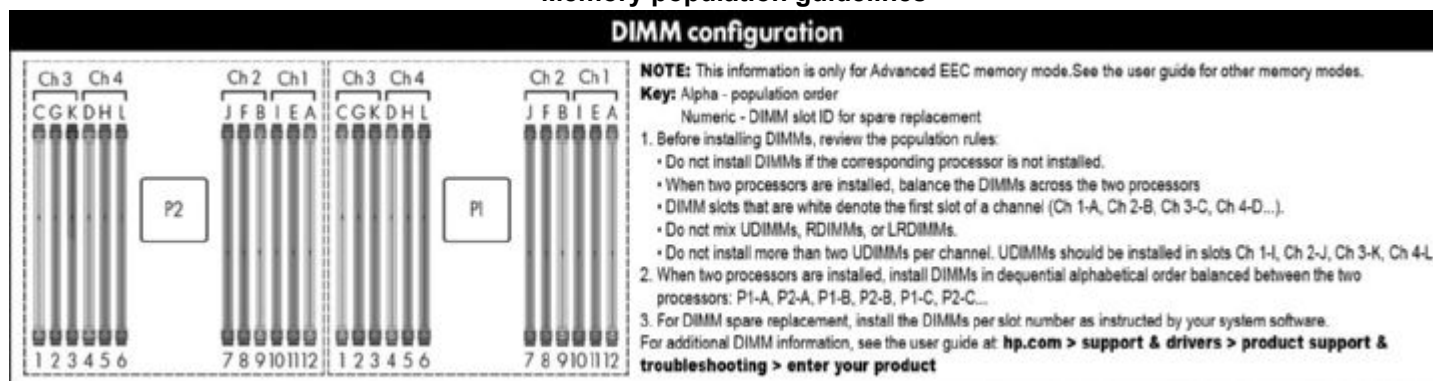 Memory population guidelines
DIMM configuration
Ch 3 Ch 4 Ch 2 Ch 1 Ch 3 Ch 4 Ch 2 Ch 1
C G K D H L J F B I E A C G K D H L J F B I E A
P2 P1
1 2 3 4 5 6 7 8 9 10 11 12 1 2 3 4 5 6 7 8 9 10 11 12
NOTE: This information is only for Advanced EEC memory mode.See the user guide for other memory modes.
Key: Alpha - population order
Numeric - DIMM slot ID for spare replacement
1. Before installing DIMMs, review the population rules:
• Do not install DIMMs if the corresponding processor is not installed.
• When two processors are installed, balance the DIMMs across the two processors
• DIMM slots that are white denote the first slot of a channel (Ch 1-A, Ch 2-B, Ch 3-C, Ch 4-D...).
• Do not mix UDIMMs, RDIMMs, or LRDIMMs.
• Do not install more than two UDIMMs per channel. UDIMMs should be installed in slots Ch 1-I, Ch 2-J, Ch 3-K, Ch 4-L
2. When two processors are installed, install DIMMs in dequential alphabetical order balanced between the two
processors: P1-A, P2-A, P1-B, P2-B, P1-C, P2-C...
3. For DIMM spare replacement, install the DIMMs per slot number as instructed by your system software.
For additional DIMM information, see the user guide at: hp.com > support & drivers > product support &
troubleshooting > enter your product